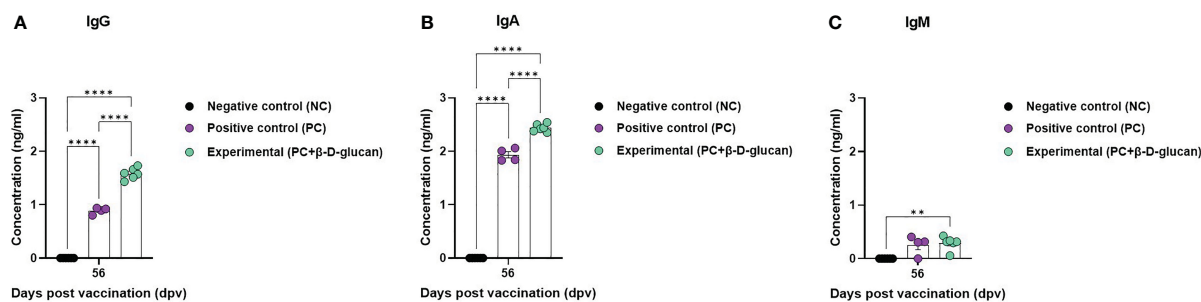 A
IgG
Concentration (ng/ml)
3
2
1
0
****
****
****
56
Days post vaccination (dpv)
Negative control (NC)
Positive control (PC)
Experimental (PC+β-D-glucan)
B
IgA
Concentration (ng/ml)
3
2
1
0
****
****
****
56
Days post vaccination (dpv)
Negative control (NC)
Positive control (PC)
Experimental (PC+β-D-glucan)
C
IgM
Concentration (ng/ml)
3
2
1
0
**
56
Days post vaccination (dpv)
Negative control (NC)
Positive control (PC)
Experimental (PC+β-D-glucan)